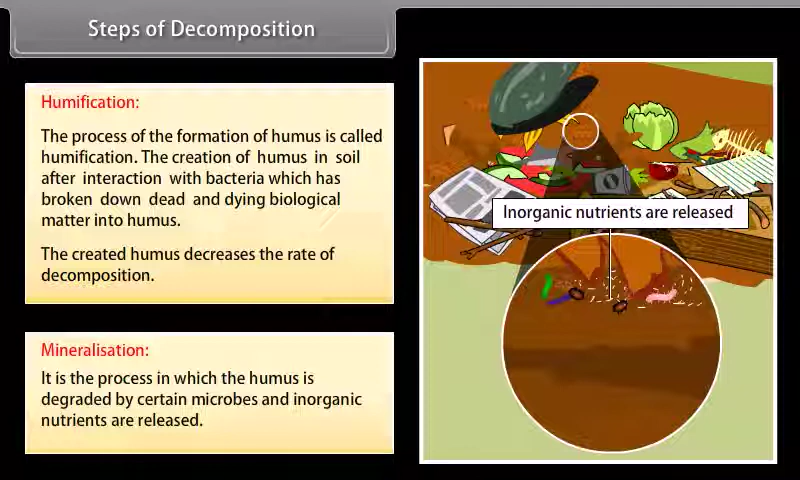 Steps of Decomposition
Humification:
The process of the formation of humus is called
humification. The creation of humus in soil
after interaction with bacteria which has
broken down dead and dying biological
matter into humus.
The created humus decreases the rate of
decomposition.
Mineralisation:
It is the process in which the humus is
degraded by certain microbes and inorganic
nutrients are released.
Inorganic nutrients are released